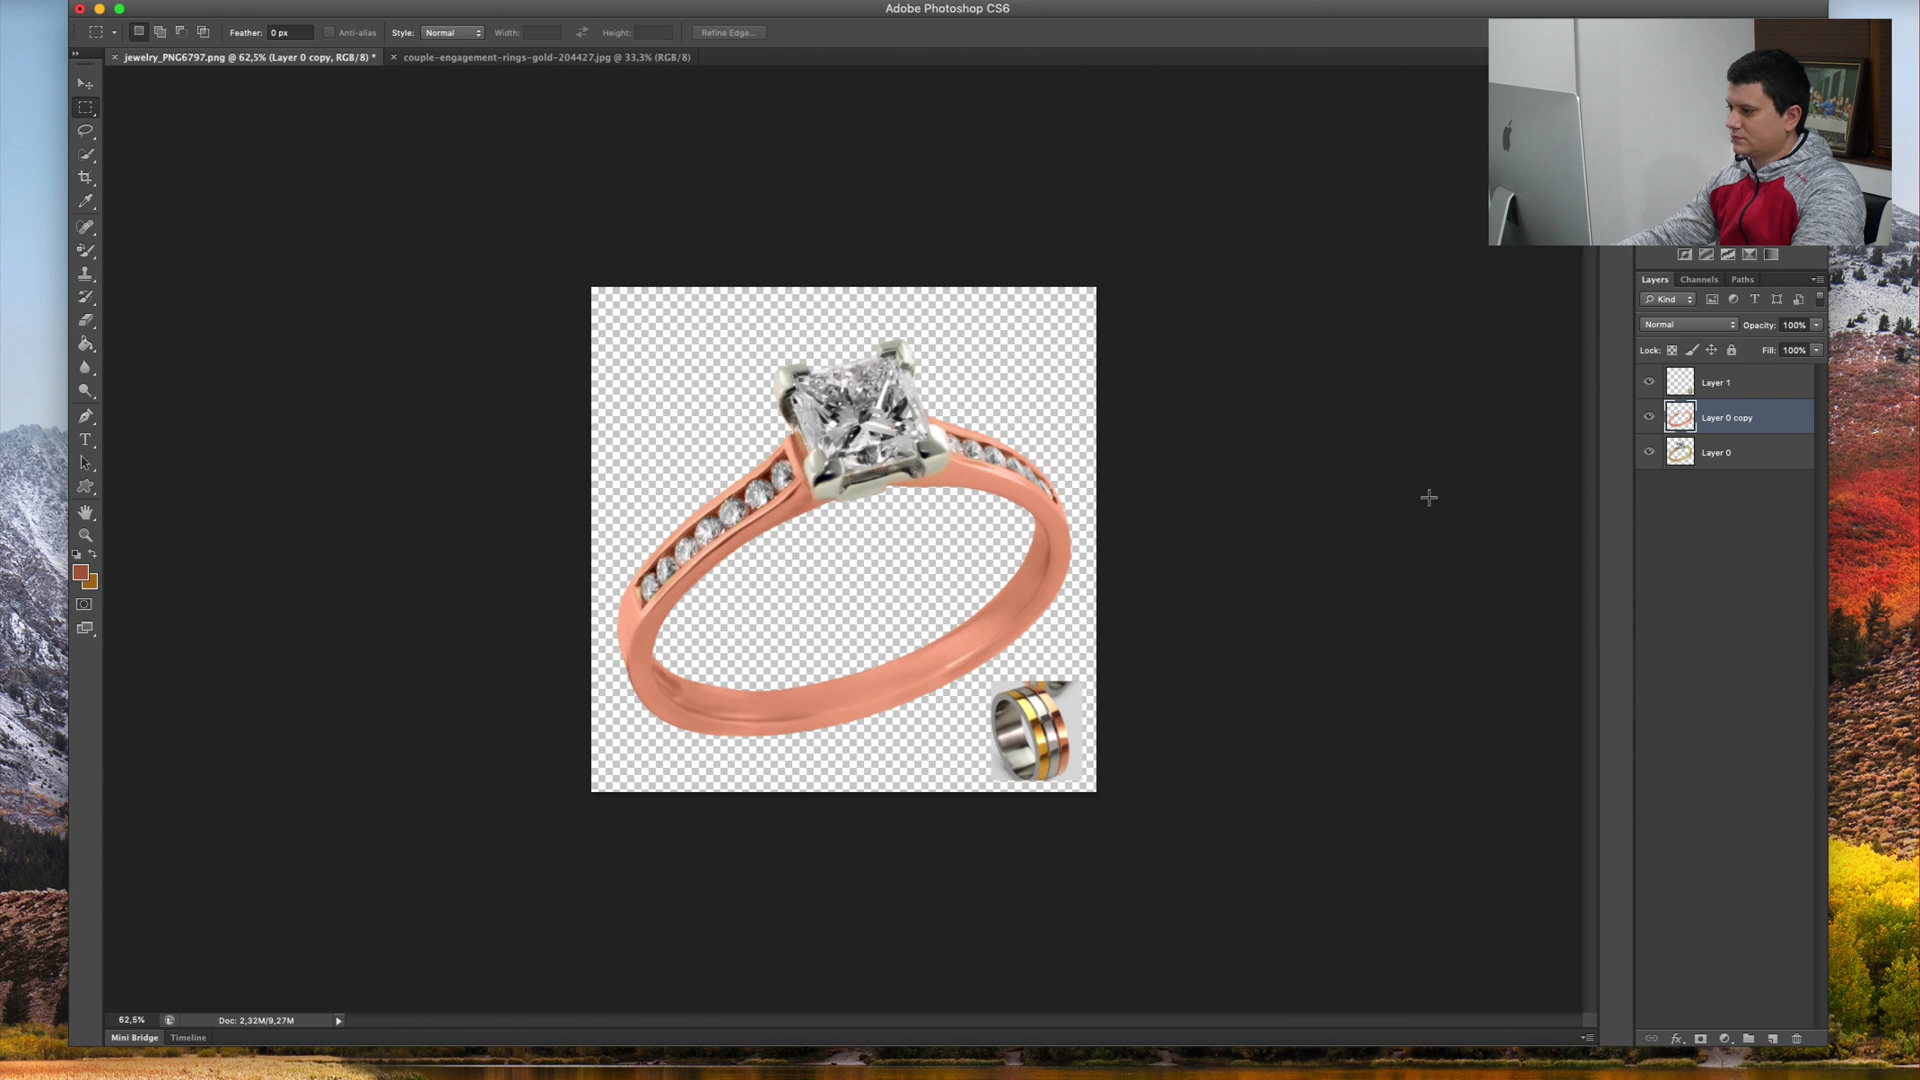 Adobe Photoshop CS6
Feather: 0 px Anti-alias Style: Normal Width: Height: Refine Edge...
jewelry_PNG6797.png @ 62,5% (Layer 0 copy, RGB/8) * couple-engagement-rings-gold-204427.jpg @ 33,3% (RGB/8)
Layers Channels Paths
Kind
Normal Opacity: 100%
Lock: Fill: 100%
Layer 1
Layer 0 copy
Layer 0
62,5% Doc: 2,32M/9,27M
Mini Bridge Timeline